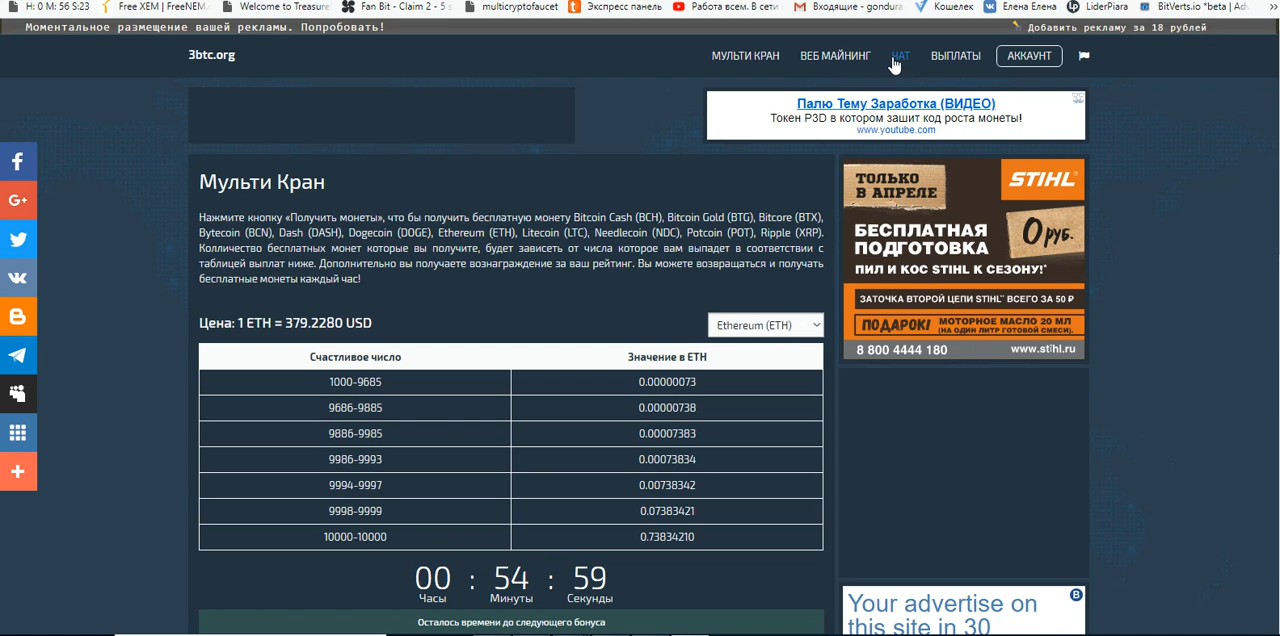 H: 0 M: 56 S:23
Free XEM | FreeNEM
Welcome to Treasure
Fan Bit - Claim 2 - 5 s
multicryptofaucet
Экспресс панель
Работа всем. В сети
Входящие - gondura
Кошелек
Елена Елена
LiderPiara
BitVerts.io *beta | Ad
Моментальное размещение вашей рекламы. Попробовать!
Добавить рекламу за 18 рублей
3btc.org
МУЛЬТИ КРАН
ВЕБ МАЙНИНГ
ЧАТ
ВЫПЛАТЫ
АККАУНТ
Палю Тему Заработка (ВИДЕО)
Токен P3D в котором зашит код роста монеты!
www.youtube.com
Мульти Кран
Нажмите кнопку «Получить монеты», что бы получить бесплатную монету Bitcoin Cash (BCH), Bitcoin Gold (BTG), Bitcore (BTX),
Bytecoin (BCN), Dash (DASH), Dogecoin (DOGE), Ethereum (ETH), Litecoin (LTC), Needlecoin (NDC), Potcoin (POT), Ripple (XRP).
Колличество бесплатных монет которые вы получите, будет зависеть от числа которое вам выпадет в соответствии с
таблицей выплат ниже. Дополнительно вы получаете вознаграждение за ваш рейтинг. Вы можете возвращаться и получать
бесплатные монеты каждый час!
Цена: 1 ETH = 379.2280 USD
Ethereum (ETH)
Счастливое число
Значение в ETH
1000-9685
0.00000073
9686-9885
0.00000738
9886-9985
0.00007383
9986-9993
0.00073834
9994-9997
0.00738342
9998-9999
0.07383421
10000-10000
0.73834210
00 : 54 : 59
Часы
Минуты
Секунды
Осталось времени до следующего бонуса
ТОЛЬКО
В АПРЕЛЕ
STIHL
БЕСПЛАТНАЯ
ПОДГОТОВКА
0 руб.
ПИЛ И КОС STIHL К СЕЗОНУ!*
ЗАТОЧКА ВТОРОЙ ЦЕПИ STIHL** ВСЕГО ЗА 50 ₽
ПОДАРОК!
МОТОРНОЕ МАСЛО 20 МЛ
(НА ОДИН ЛИТР ГОТОВОЙ СМЕСИ).
8 800 4444 180
www.stihl.ru
Your advertise on
this site in 30